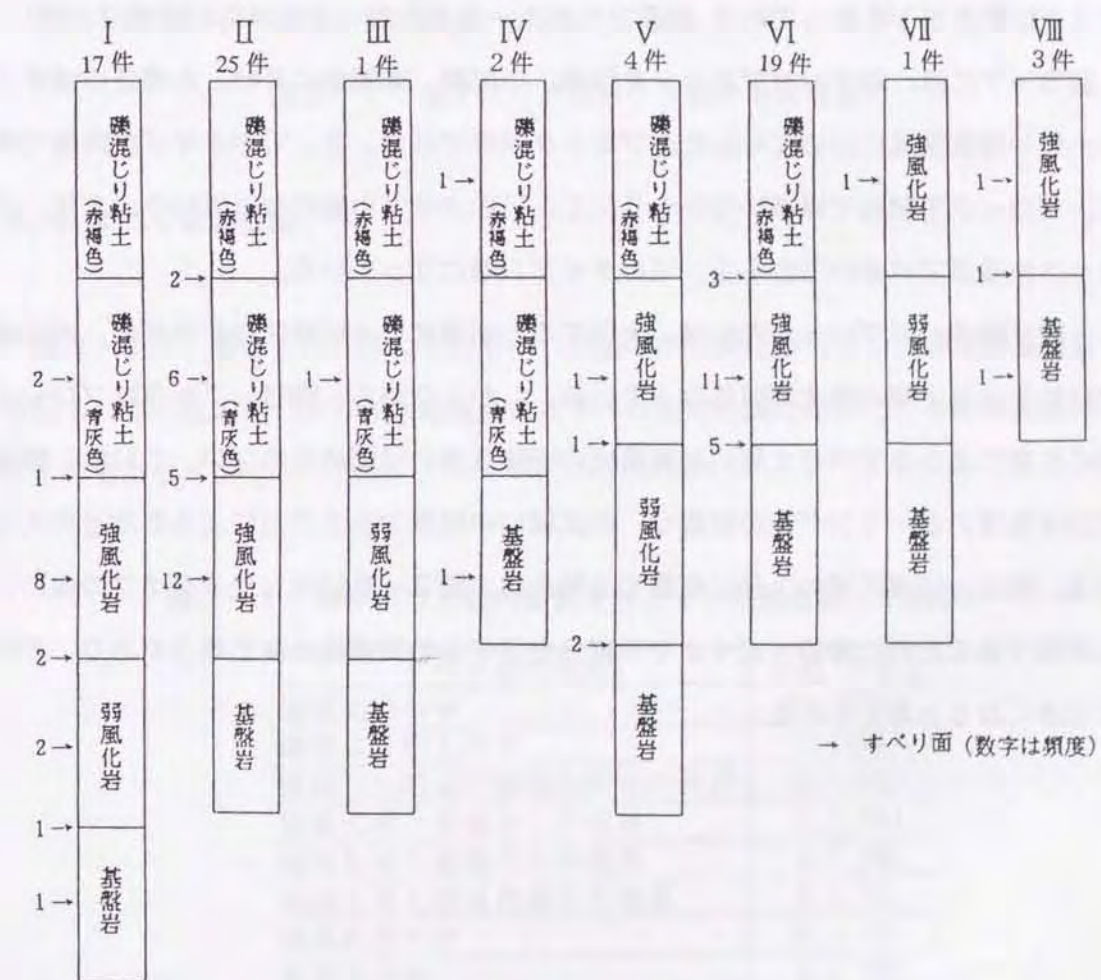 I
17件
礫混じり粘土
(赤褐色)
礫混じり粘土
(青灰色)
強風化岩
弱風化岩
基盤岩
2→
1→
8→
2→
2→
1→
1→
II
25件
礫混じり粘土
(赤褐色)
礫混じり粘土
(青灰色)
強風化岩
基盤岩
2→
6→
5→
12→
III
1件
礫混じり粘土
(赤褐色)
礫混じり粘土
(青灰色)
弱風化岩
基盤岩
1→
IV
2件
礫混じり粘土
(赤褐色)
礫混じり粘土
(青灰色)
基盤岩
1→
1→
V
4件
礫混じり粘土
(赤褐色)
強風化岩
弱風化岩
基盤岩
1→
1→
2→
VI
19件
礫混じり粘土
(赤褐色)
強風化岩
基盤岩
3→
11→
5→
VII
1件
強風化岩
弱風化岩
基盤岩
1→
VIII
3件
強風化岩
基盤岩
1→
1→
1→
→ すべり面 (数字は頻度)